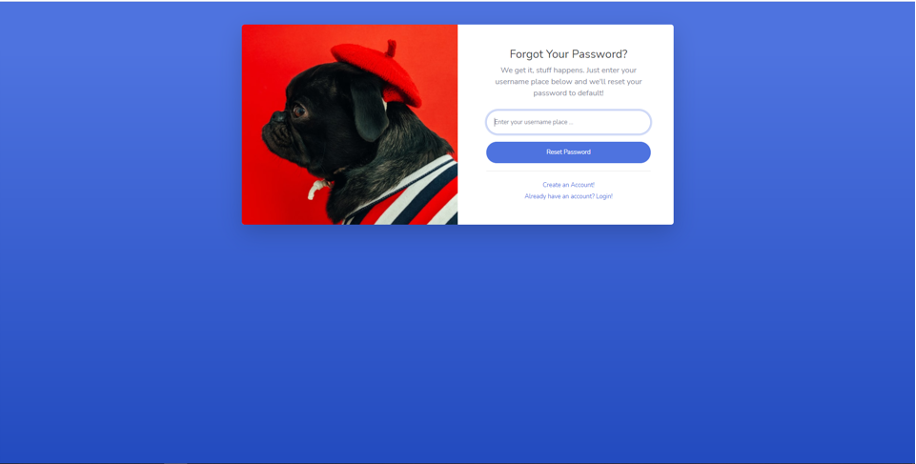 Forgot Your Password?
We get it, stuff happens. Just enter your
username place below and we'll reset your
password to default!
Enter your username place ...
Reset Password
Create an Account!
Already have an account? Login!